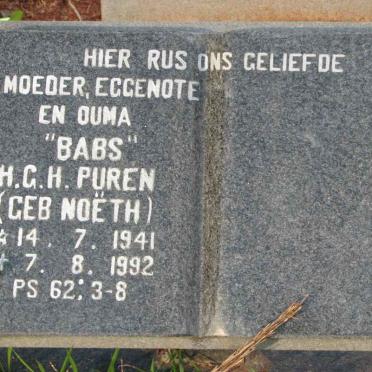 HIER RUS ONS GELIEFDE
MOEDER, EGGENOTE
EN OUMA
"BABS"
H.G.H. PUREN
(GEB NOËTH)
☆ 14. 7. 1941
✝ 7. 8. 1992
PS 62: 3-8